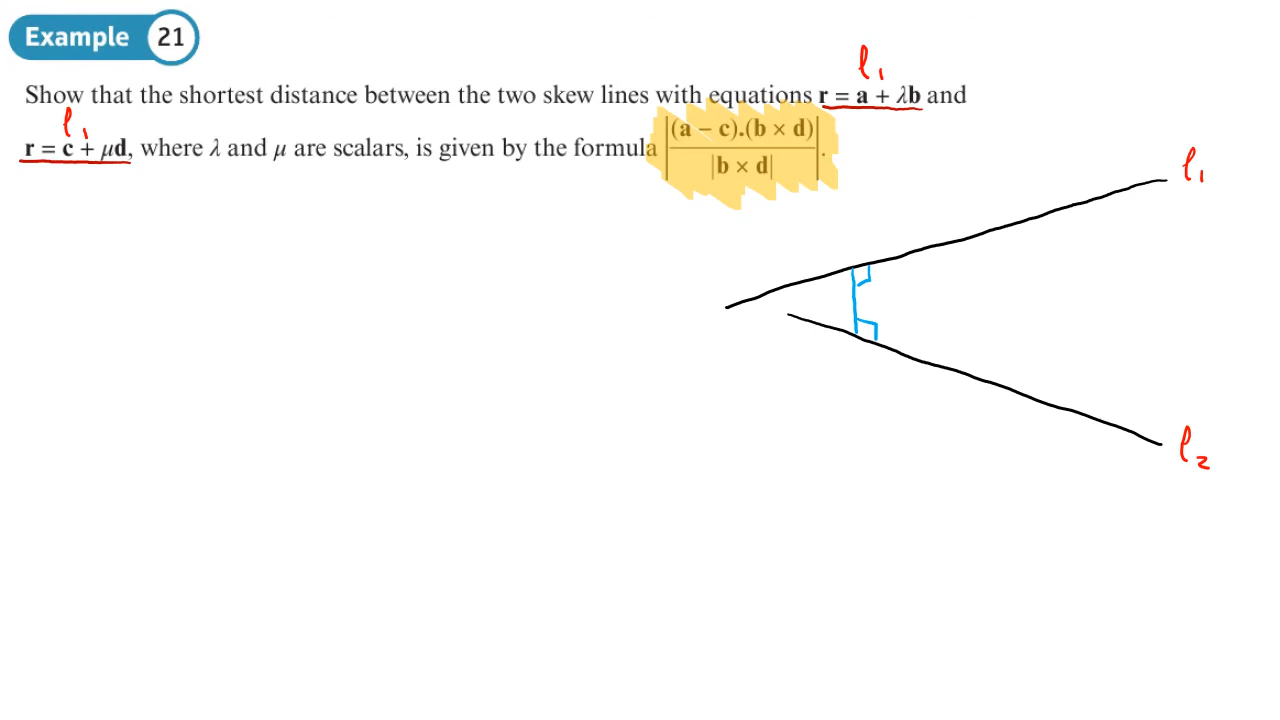 Example 21
l₁
Show that the shortest distance between the two skew lines with equations r = a + λb and
l₁
r = c + μd, where λ and μ are scalars, is given by the formula |(a − c).(b × d) / |b × d||.
l₁
l₂